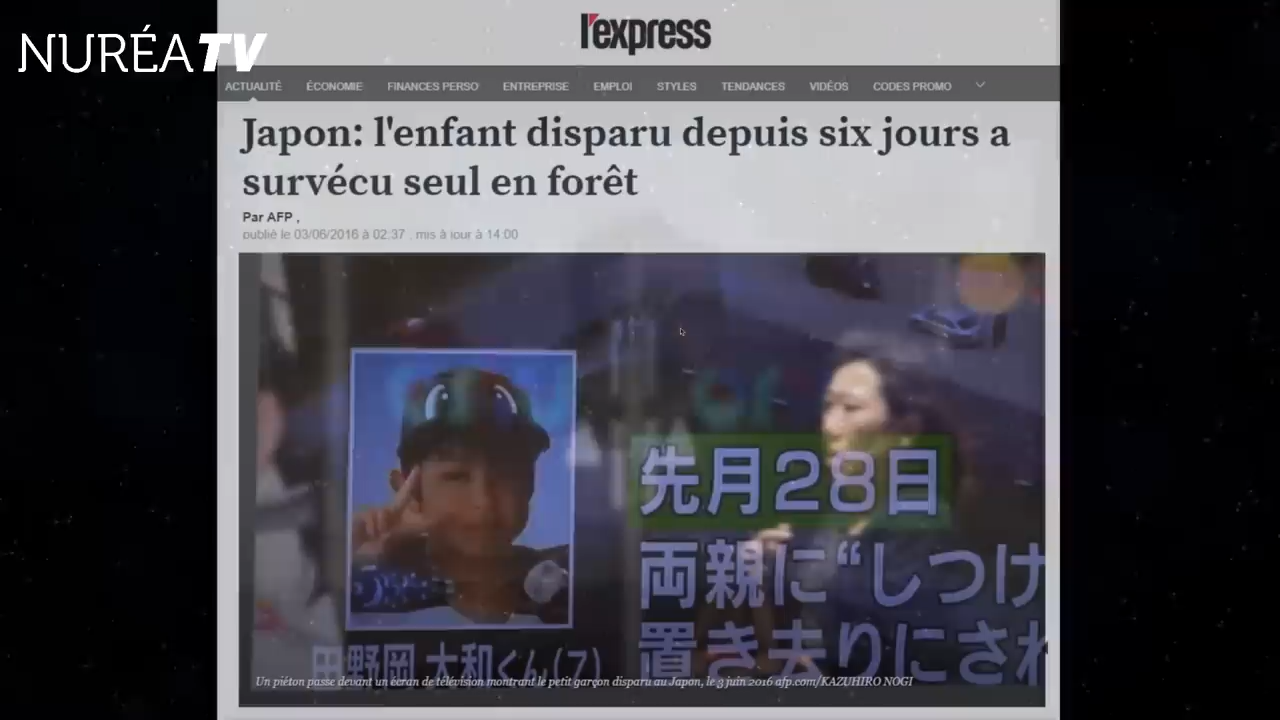 NURÉATV
l'express
ACTUALITÉ ÉCONOMIE FINANCES PERSO ENTREPRISE EMPLOI STYLES TENDANCES VIDÉOS CODES PROMO
Japon: l'enfant disparu depuis six jours a
survécu seul en forêt
Par AFP ,
publié le 03/06/2016 à 02:37 , mis à jour à 14:00
先月28日
両親に“しつけ
置き去りにされ
田野岡 大和くん(7)
Un piéton passe devant un écran de télévision montrant le petit garçon disparu au Japon, le 3 juin 2016 afp.com/KAZUHIRO NOGI